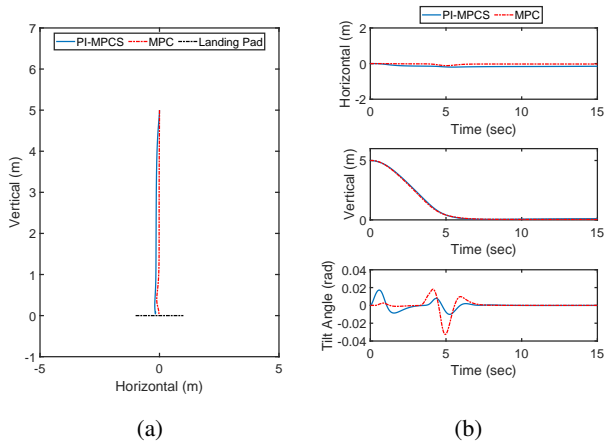 PI-MPCS MPC Landing Pad
7
6
5
4
3
2
1
0
-1
Vertical (m)
-5 0 5
Horizontal (m)
(a)
PI-MPCS MPC
2
0
-2
Horizontal (m)
0 5 10 15
Time (sec)
5
0
Vertical (m)
0 5 10 15
Time (sec)
0.04
0.02
0
-0.02
-0.04
Tilt Angle (rad)
0 5 10 15
Time (sec)
(b)